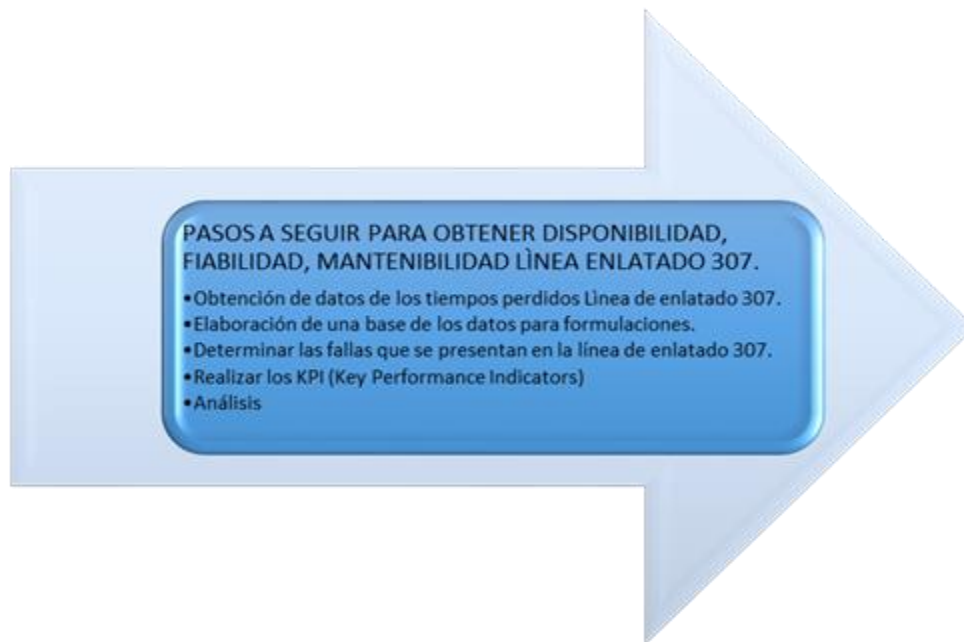 PASOS A SEGUIR PARA OBTENER DISPONIBILIDAD,
FIABILIDAD, MANTENIBILIDAD LÌNEA ENLATADO 307.
•Obtención de datos de los tiempos perdidos Lìnea de enlatado 307.
•Elaboración de una base de los datos para formulaciones.
•Determinar las fallas que se presentan en la línea de enlatado 307.
•Realizar los KPI (Key Performance Indicators)
•Análisis